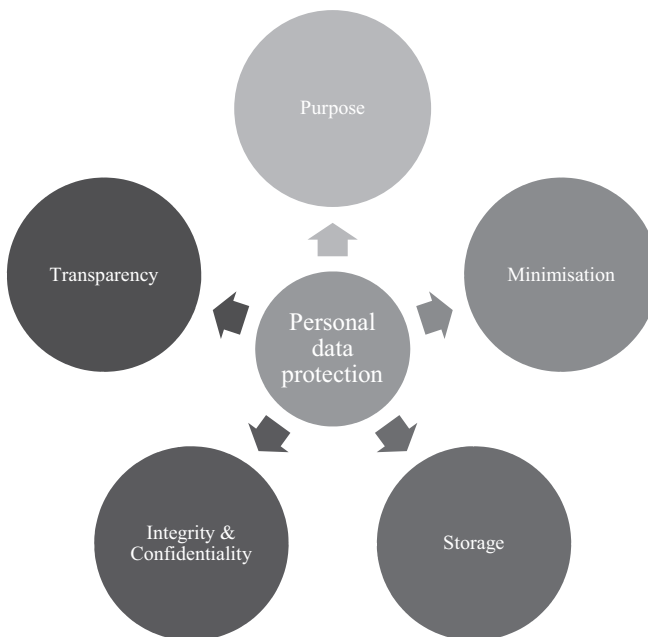 Purpose
Transparency
Minimisation
Personal
data
protection
Integrity &
Confidentiality
Storage